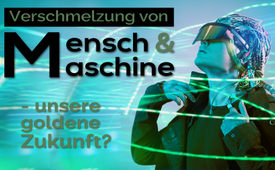 Verschmelzung von
Mensch &
Maschine
- unsere
goldene
Zukunft?